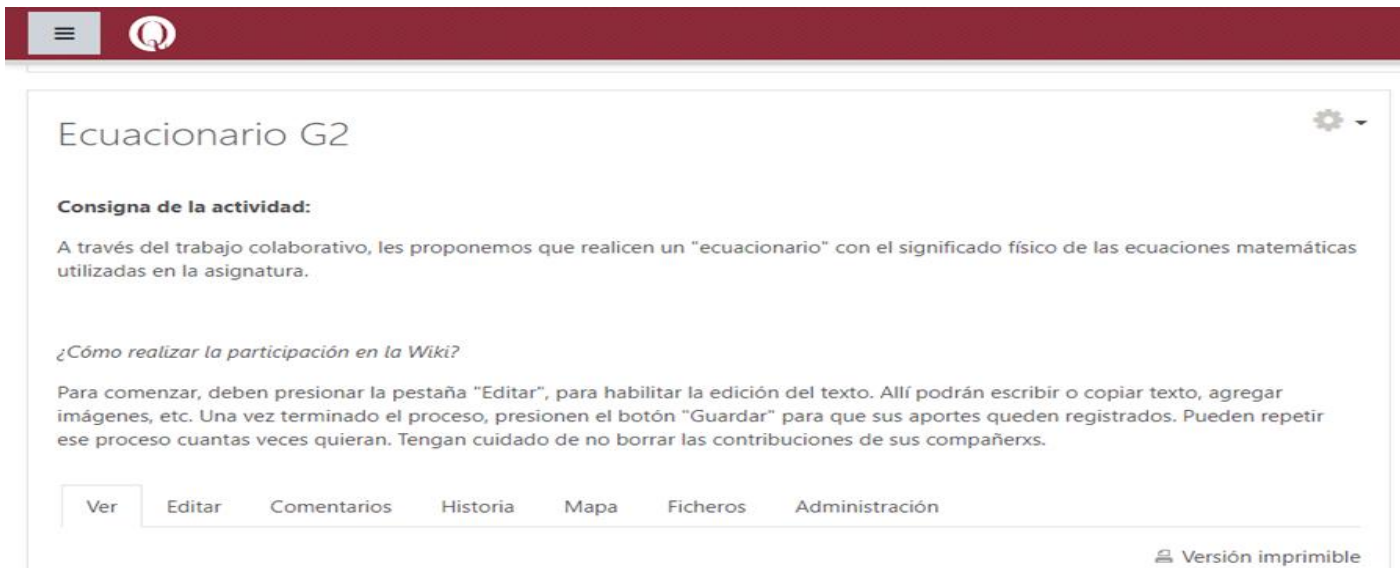 Ecuacionario G2
Consigna de la actividad:
A través del trabajo colaborativo, les proponemos que realicen un "ecuacionario" con el significado físico de las ecuaciones matemáticas
utilizadas en la asignatura.
¿Cómo realizar la participación en la Wiki?
Para comenzar, deben presionar la pestaña "Editar", para habilitar la edición del texto. Allí podrán escribir o copiar texto, agregar
imágenes, etc. Una vez terminado el proceso, presionen el botón "Guardar" para que sus aportes queden registrados. Pueden repetir
ese proceso cuantas veces quieran. Tengan cuidado de no borrar las contribuciones de sus compañerxs.
Ver Editar Comentarios Historia Mapa Ficheros Administración
Versión imprimible